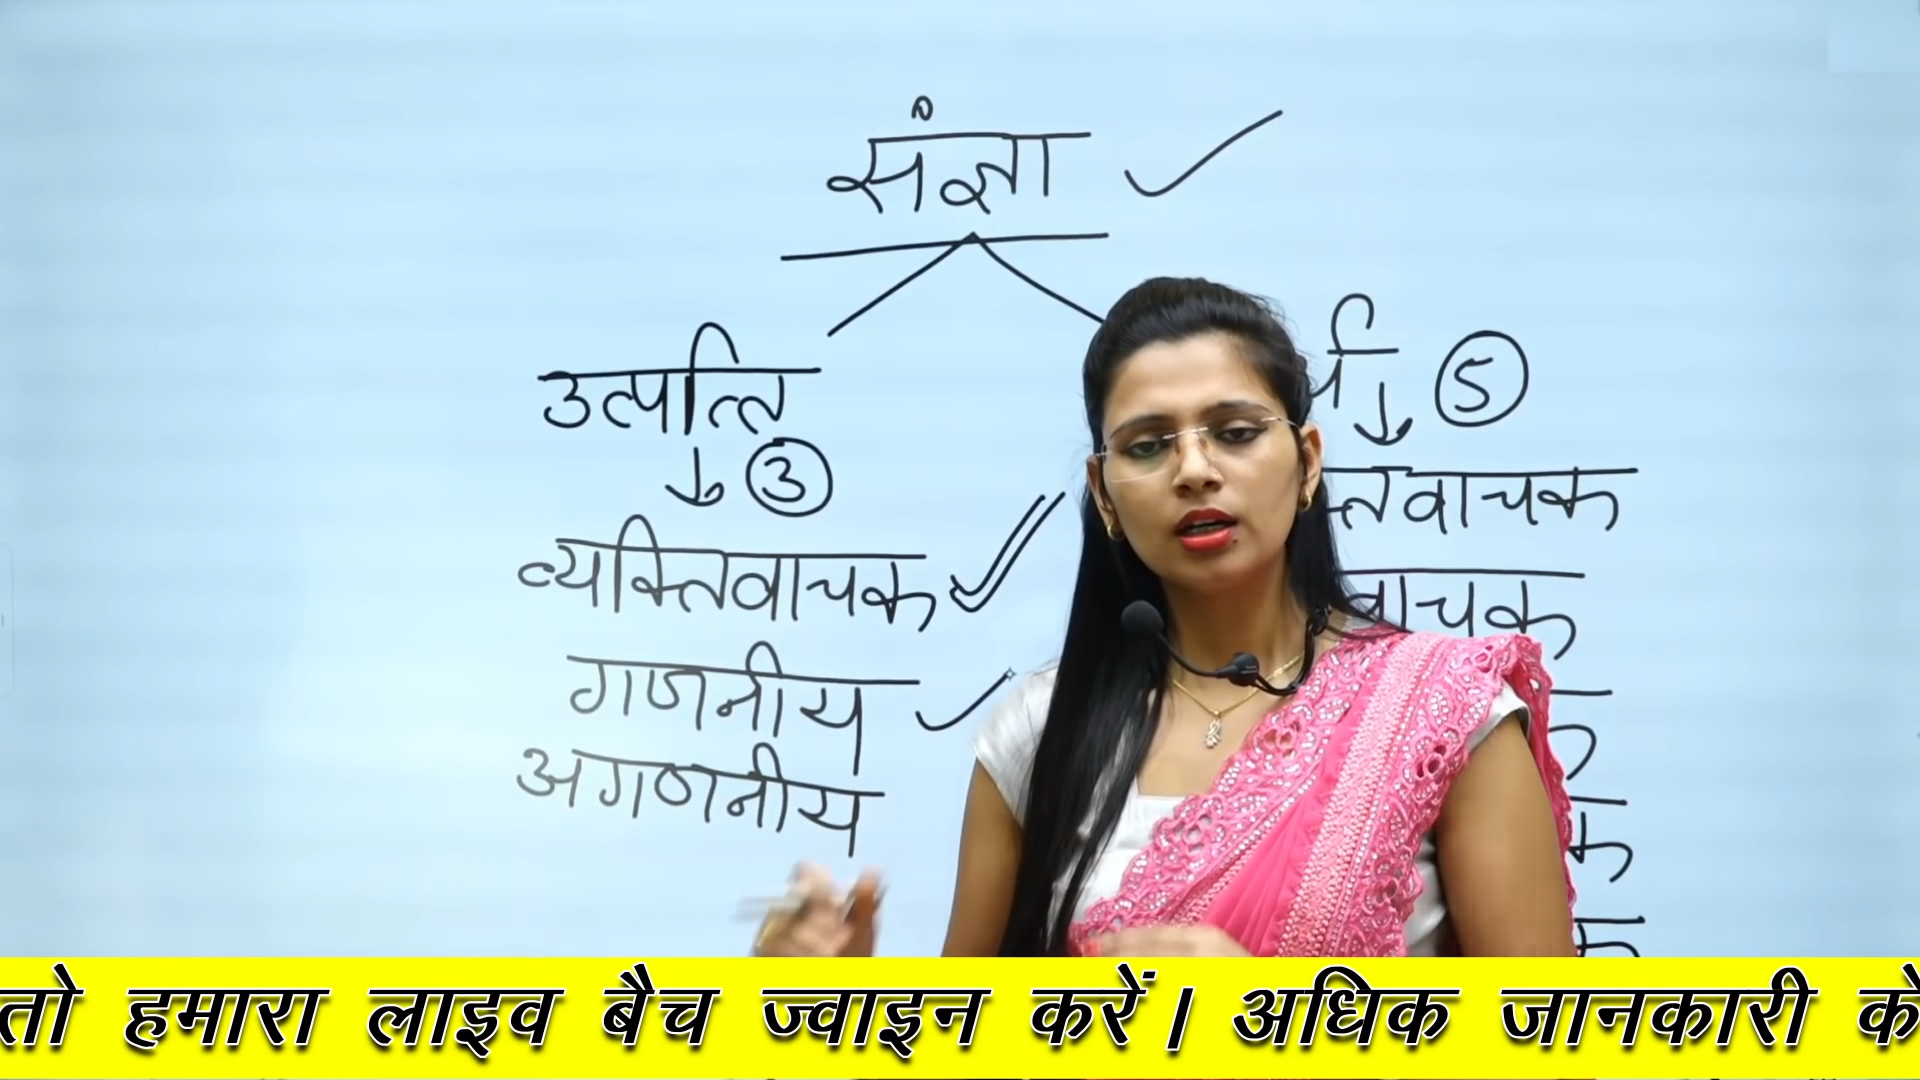 संज्ञा
उत्पत्ति
3
5
व्यक्तिवाचक
गणनीय
अगणनीय
तो हमारा लाइव बैच ज्वाइन करें। अधिक जानकारी के